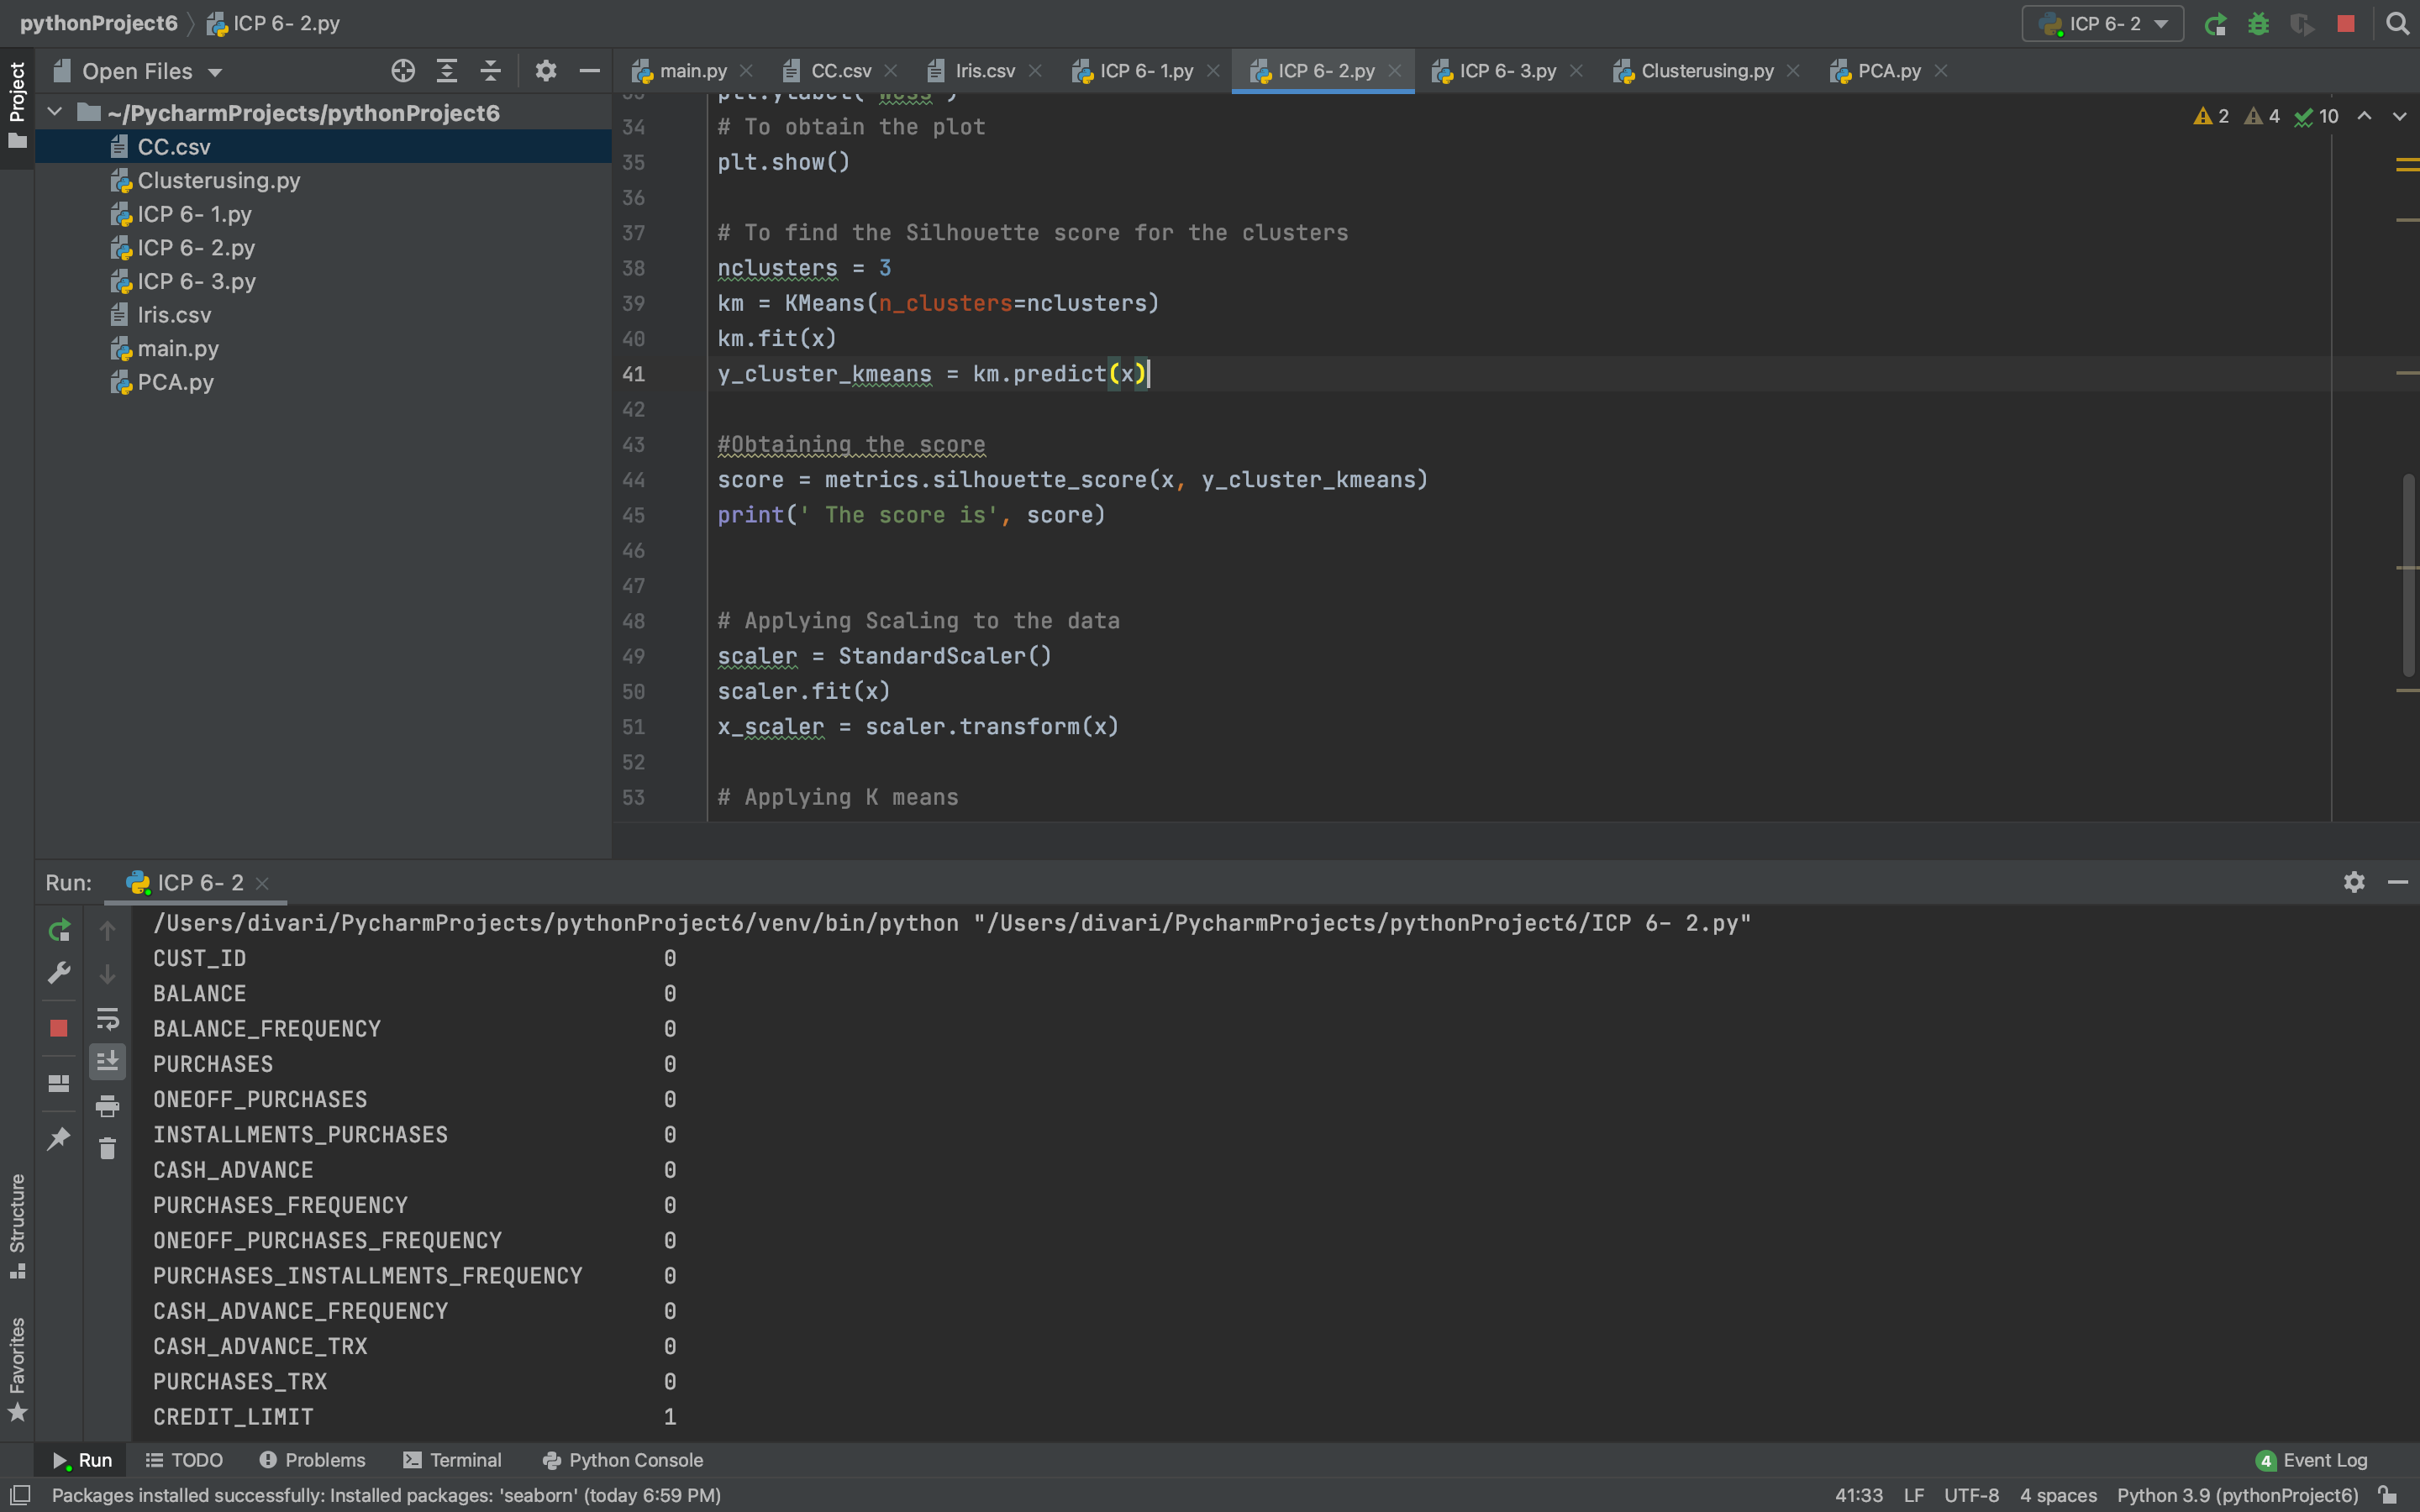 pythonProject6 ICP 6- 2.py
ICP 6- 2
Project
Open Files
main.py
CC.csv
Iris.csv
ICP 6- 1.py
ICP 6- 2.py
ICP 6- 3.py
Clusterusing.py
PCA.py
~/PycharmProjects/pythonProject6
CC.csv
Clusterusing.py
ICP 6- 1.py
ICP 6- 2.py
ICP 6- 3.py
Iris.csv
main.py
PCA.py
2 4 10
33 plt.ylabel('wcss')
34 # To obtain the plot
35 plt.show()
36
37 # To find the Silhouette score for the clusters
38 nclusters = 3
39 km = KMeans(n_clusters=nclusters)
40 km.fit(x)
41 y_cluster_kmeans = km.predict(x)
42
43 #Obtaining the score
44 score = metrics.silhouette_score(x, y_cluster_kmeans)
45 print(' The score is', score)
46
47
48 # Applying Scaling to the data
49 scaler = StandardScaler()
50 scaler.fit(x)
51 x_scaler = scaler.transform(x)
52
53 # Applying K means
Run: ICP 6- 2
/Users/divari/PycharmProjects/pythonProject6/venv/bin/python "/Users/divari/PycharmProjects/pythonProject6/ICP 6- 2.py"
CUST_ID 0
BALANCE 0
BALANCE_FREQUENCY 0
PURCHASES 0
ONEOFF_PURCHASES 0
INSTALLMENTS_PURCHASES 0
CASH_ADVANCE 0
PURCHASES_FREQUENCY 0
ONEOFF_PURCHASES_FREQUENCY 0
PURCHASES_INSTALLMENTS_FREQUENCY 0
CASH_ADVANCE_FREQUENCY 0
CASH_ADVANCE_TRX 0
PURCHASES_TRX 0
CREDIT_LIMIT 1
Structure
Favorites
Run TODO Problems Terminal Python Console 4 Event Log
Packages installed successfully: Installed packages: 'seaborn' (today 6:59 PM) 41:33 LF UTF-8 4 spaces Python 3.9 (pythonProject6)